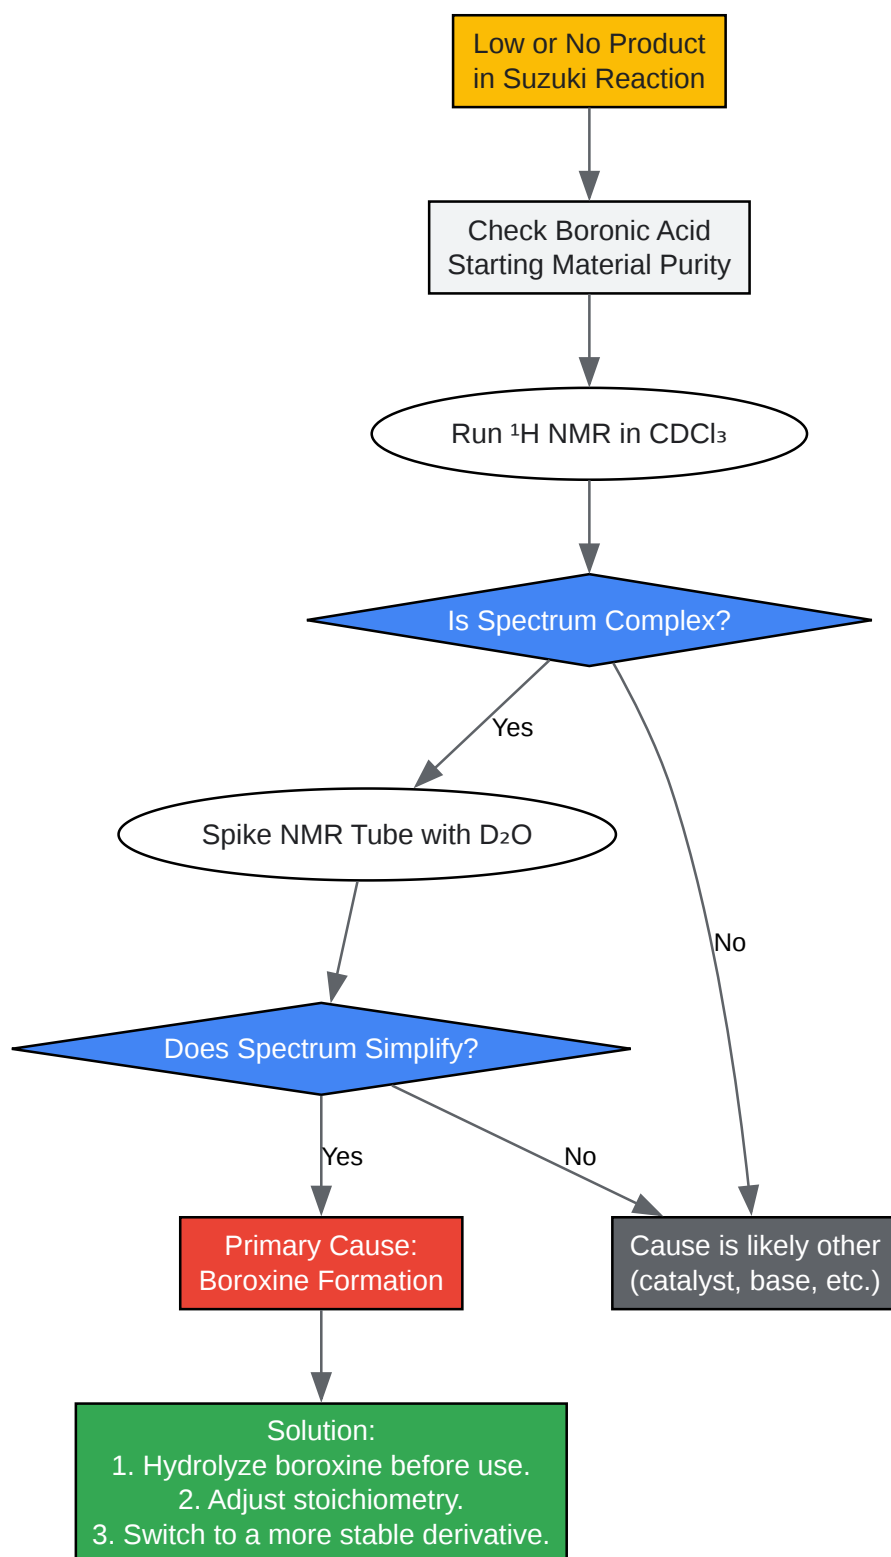 Low or No Product
in Suzuki Reaction
Check Boronic Acid
Starting Material Purity
Run ¹H NMR in CDCl₃
Is Spectrum Complex?
Yes
Spike NMR Tube with D₂O
No
Does Spectrum Simplify?
Yes
No
Primary Cause:
Boroxine Formation
Cause is likely other
(catalyst, base, etc.)
Solution:
1. Hydrolyze boroxine before use.
2. Adjust stoichiometry.
3. Switch to a more stable derivative.